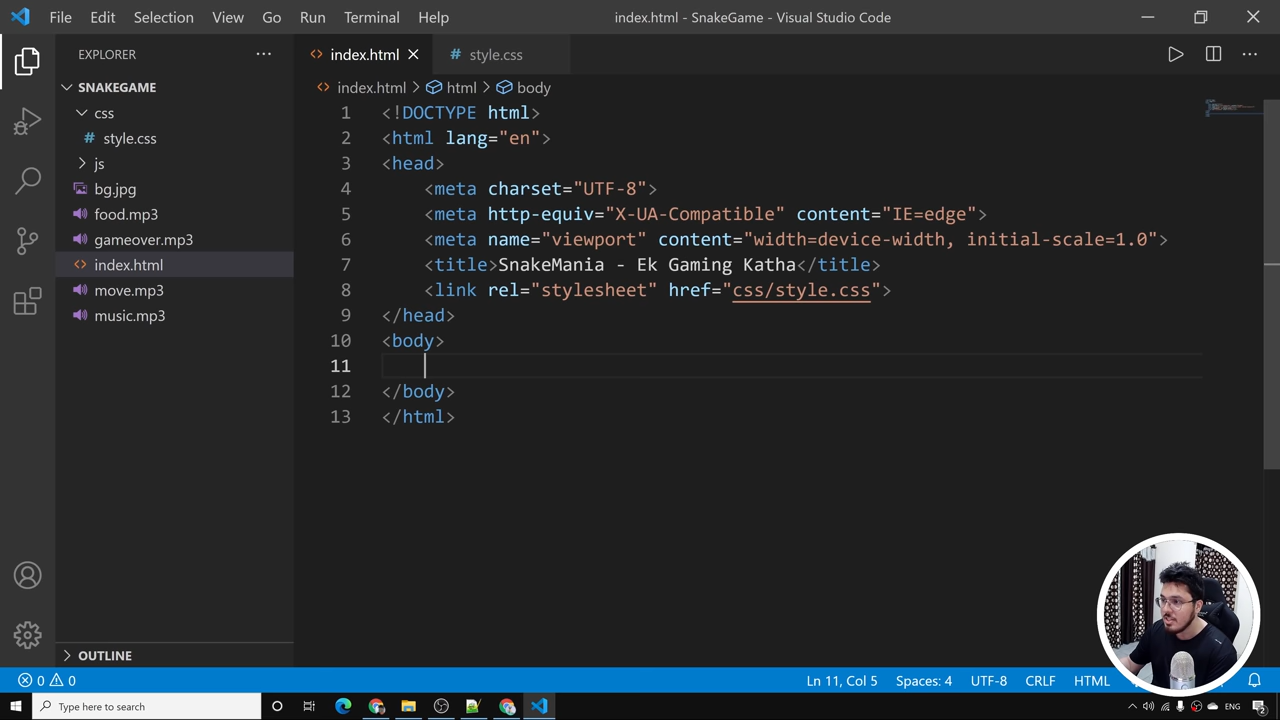 File Edit Selection View Go Run Terminal Help
index.html - SnakeGame - Visual Studio Code
EXPLORER
SNAKEGAME
css
style.css
js
bg.jpg
food.mp3
gameover.mp3
index.html
move.mp3
music.mp3
OUTLINE
index.html
style.css
index.html > html > body
1 <!DOCTYPE html>
2 <html lang="en">
3 <head>
4 <meta charset="UTF-8">
5 <meta http-equiv="X-UA-Compatible" content="IE=edge">
6 <meta name="viewport" content="width=device-width, initial-scale=1.0">
7 <title>SnakeMania - Ek Gaming Katha</title>
8 <link rel="stylesheet" href="css/style.css">
9 </head>
10 <body>
11
12 </body>
13 </html>
0 0
Ln 11, Col 5 Spaces: 4 UTF-8 CRLF HTML
Type here to search
ENG
2